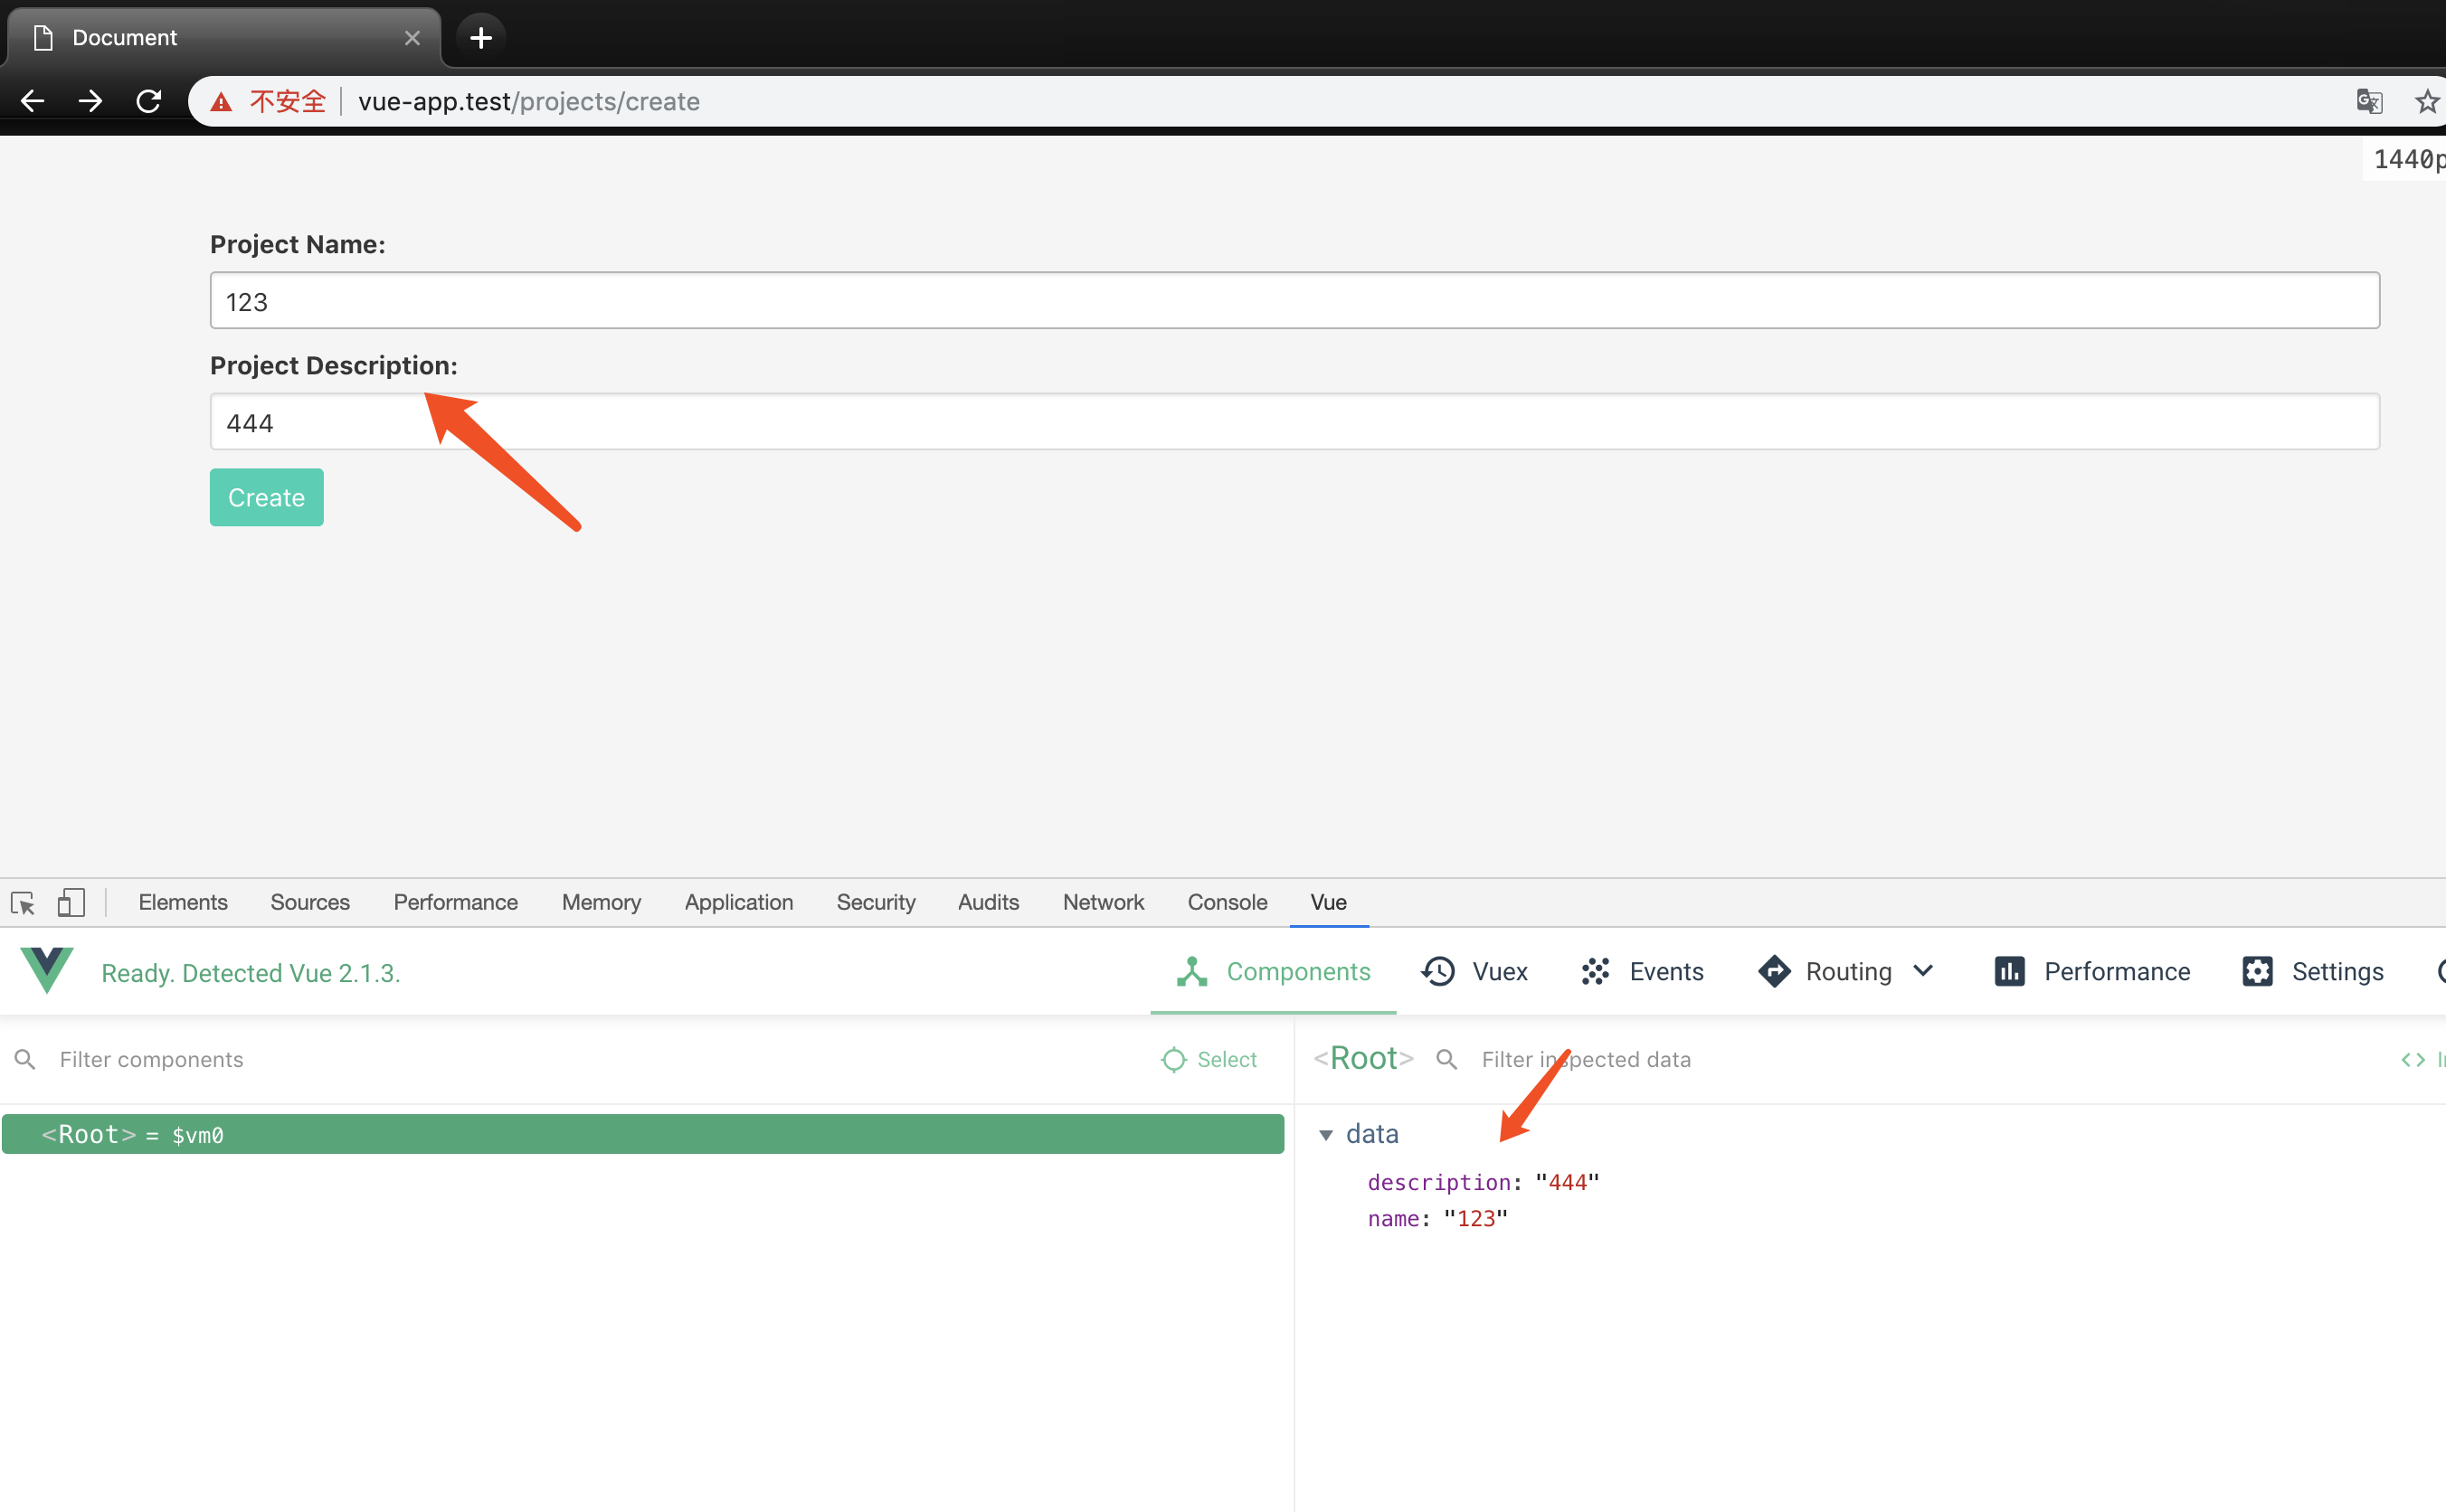 Document
不安全 vue-app.test/projects/create
1440p
Project Name:
123
Project Description:
444
Create
Elements Sources Performance Memory Application Security Audits Network Console Vue
Ready. Detected Vue 2.1.3.
Components Vuex Events Routing Performance Settings
Filter components Select
<Root> Filter inspected data
<Root> = $vm0
data
description: "444"
name: "123"